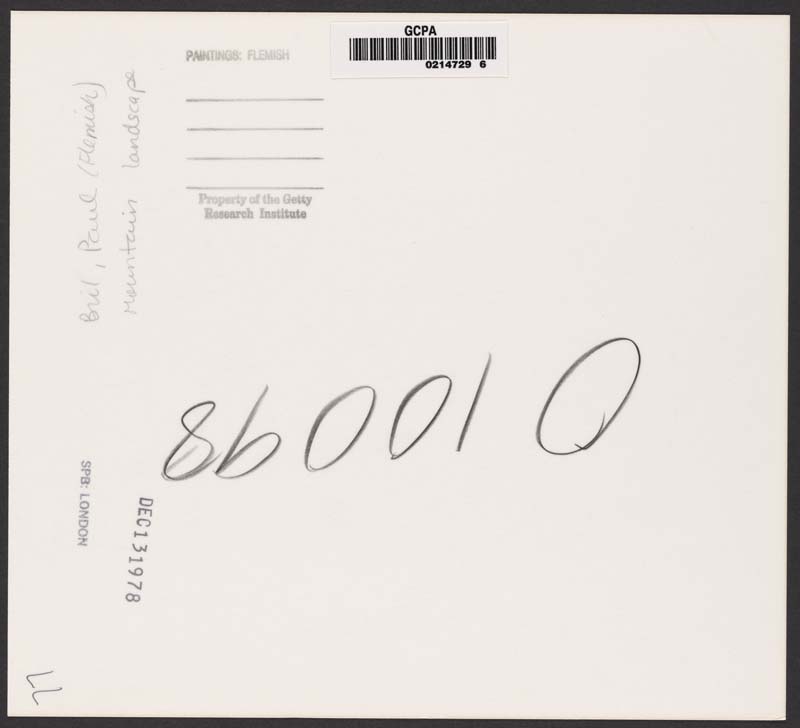 GCPA
0214729 6
PAINTINGS: FLEMISH
Property of the Getty
Research Institute
Bril, Paul (Flemish)
Mountain landscape
86001 Q
SPB: LONDON
DEC 13 1978